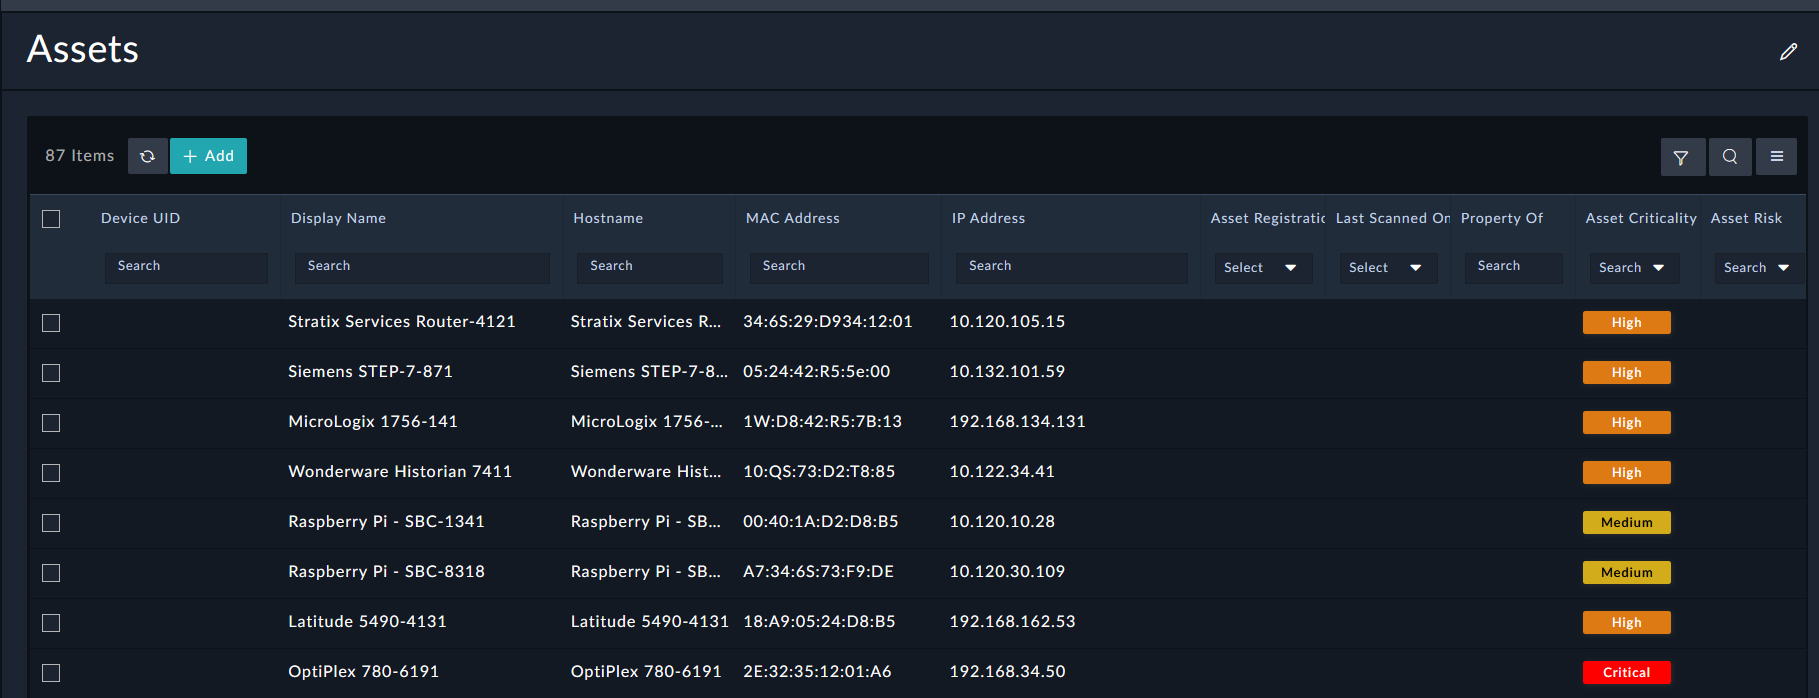 Assets
87 Items + Add
Device UID Display Name Hostname MAC Address IP Address Asset Registratic Last Scanned On Property Of Asset Criticality Asset Risk
Search Search Search Search Search Select Select Search Search Search
Stratix Services Router-4121 Stratix Services R... 34:6S:29:D934:12:01 10.120.105.15 High
Siemens STEP-7-871 Siemens STEP-7-8... 05:24:42:R5:5e:00 10.132.101.59 High
MicroLogix 1756-141 MicroLogix 1756-... 1W:D8:42:R5:7B:13 192.168.134.131 High
Wonderware Historian 7411 Wonderware Hist... 10:QS:73:D2:T8:85 10.122.34.41 High
Raspberry Pi - SBC-1341 Raspberry Pi - SB... 00:40:1A:D2:D8:B5 10.120.10.28 Medium
Raspberry Pi - SBC-8318 Raspberry Pi - SB... A7:34:6S:73:F9:DE 10.120.30.109 Medium
Latitude 5490-4131 Latitude 5490-4131 18:A9:05:24:D8:B5 192.168.162.53 High
OptiPlex 780-6191 OptiPlex 780-6191 2E:32:35:12:01:A6 192.168.34.50 Critical